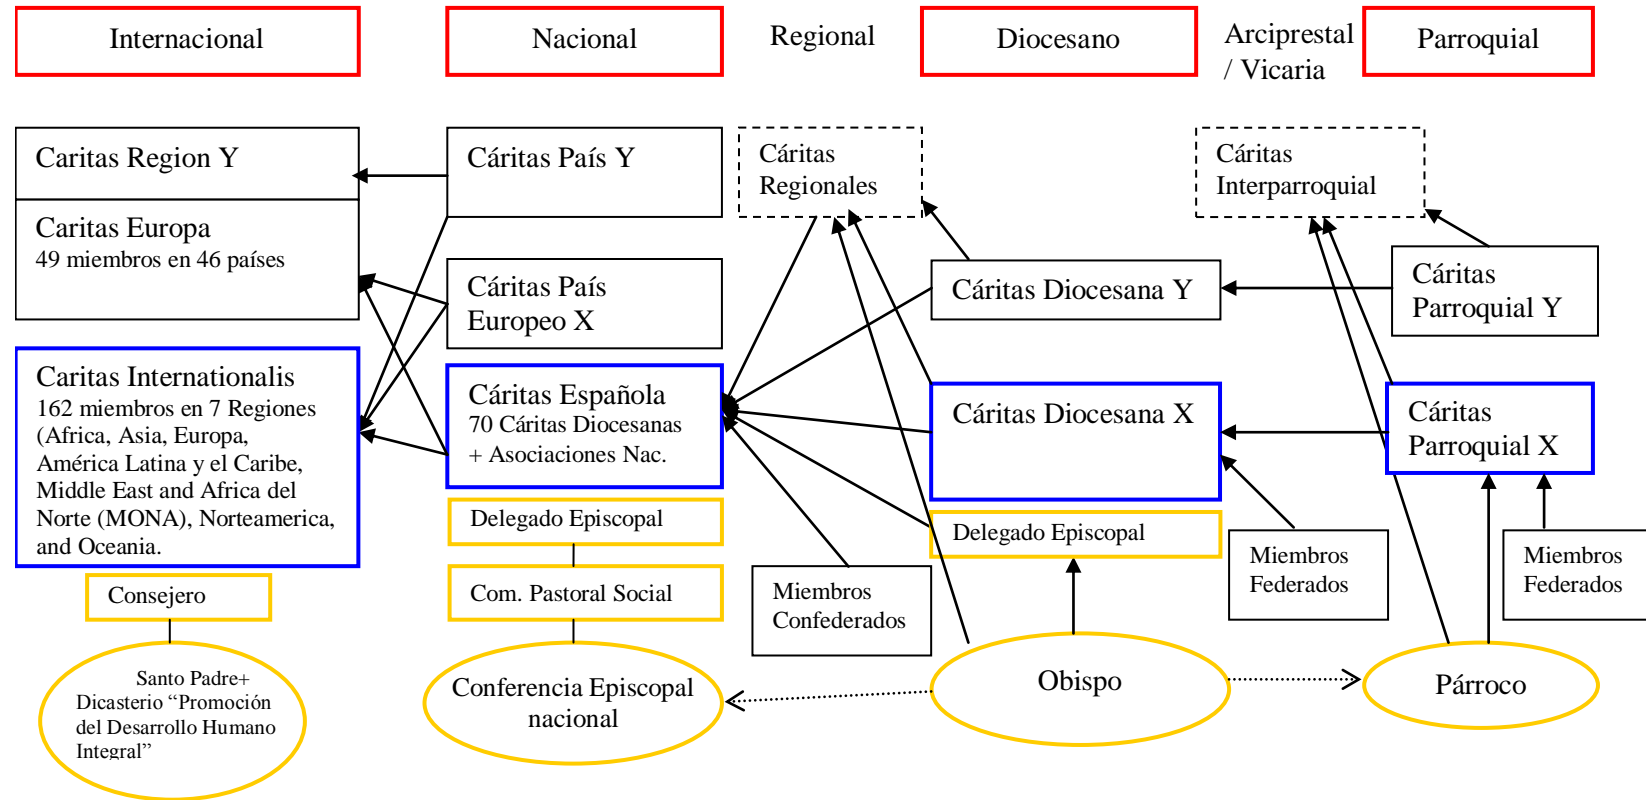 Internacional
Nacional
Regional
Diocesano
Arciprestal
/ Vicaria
Parroquial
Caritas Region Y
Caritas Europa
49 miembros en 46 países
Caritas Internationalis
162 miembros en 7 Regiones
(Africa, Asia, Europa,
América Latina y el Caribe,
Middle East and Africa del
Norte (MONA), Norteamerica,
and Oceania.
Consejero
Santo Padre+
Dicasterio “Promoción
del Desarrollo Humano
Integral”
Cáritas País Y
Cáritas País
Europeo X
Cáritas Española
70 Cáritas Diocesanas
+ Asociaciones Nac.
Delegado Episcopal
Com. Pastoral Social
Conferencia Episcopal
nacional
Cáritas
Regionales
Miembros
Confederados
Cáritas Diocesana Y
Cáritas Diocesana X
Delegado Episcopal
Obispo
Cáritas
Interparroquial
Miembros
Federados
Cáritas
Parroquial Y
Cáritas
Parroquial X
Miembros
Federados
Párroco